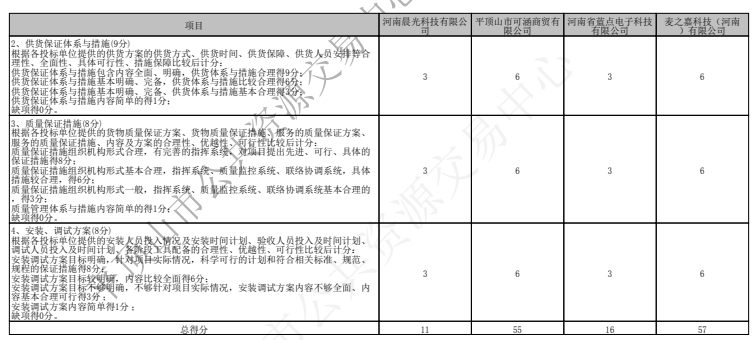 项目 河南晨光科技有限公 平顶山市可涵商贸有 河南省蓝点电子科技 麦之嘉科技（河南
司 限公司 有限公司 ）有限公司
2、供货保证体系与措施(9分)
根据各投标单位提供的供货方案的供货方式、供货时间、供货保障、供货人员安排等合
理性、全面性、具体可行性、措施保障比较后计分：
供货保证体系与措施包含内容全面、明确，供货体系与措施合理得9分；
供货保证体系与措施基本明确、完备，供货体系与措施比较合理得6分；
供货保证体系与措施基本明确、完备、供货体系与措施基本合理得3分；
供货保证体系与措施内容简单的得1分；
缺项得0分。
3 6 3 6
3、质量保证措施(8分)
根据各投标单位提供的货物质量保证方案、货物质量保证措施、服务的质量保证方案、
服务的质量保证措施、内容及方案的合理性、优越性、可行性比较后计分：
质量保证措施组织机构形式合理，有完善的指挥系统、对项目提出先进、可行、具体的
保证措施得8分；
质量保证措施组织机构形式基本合理，指挥系统、质量监控系统、联络协调系统，具体
措施较合理，得6分；
质量保证措施组织机构形式一般，指挥系统、质量监控系统、联络协调系统基本合理的
，得3分；
质量管理体系与措施内容简单的得1分；
缺项得0分。
3 6 3 6
4、安装、调试方案(8分)
根据各投标单位提供的安装人员投入情况及安装时间计划、验收人员投入及时间计划、
调试人员投入及时间计划、各阶段工具配备的合理性、优越性、可行性比较后计分：
安装调试方案目标明确，针对项目实际情况，科学可行的计划和符合相关标准、规范、
规程的保证措施得8分；
安装调试方案目标较明确，内容比较全面得6分；
安装调试方案目标不够明确，不够针对项目实际情况，安装调试方案内容不够全面、内
容基本合理可行得3分；
安装调试方案内容简单得1分；
缺项得0分。
3 6 3 6
总得分 11 55 16 57
平顶山市公共资源交易中心
市公共资源交易中心